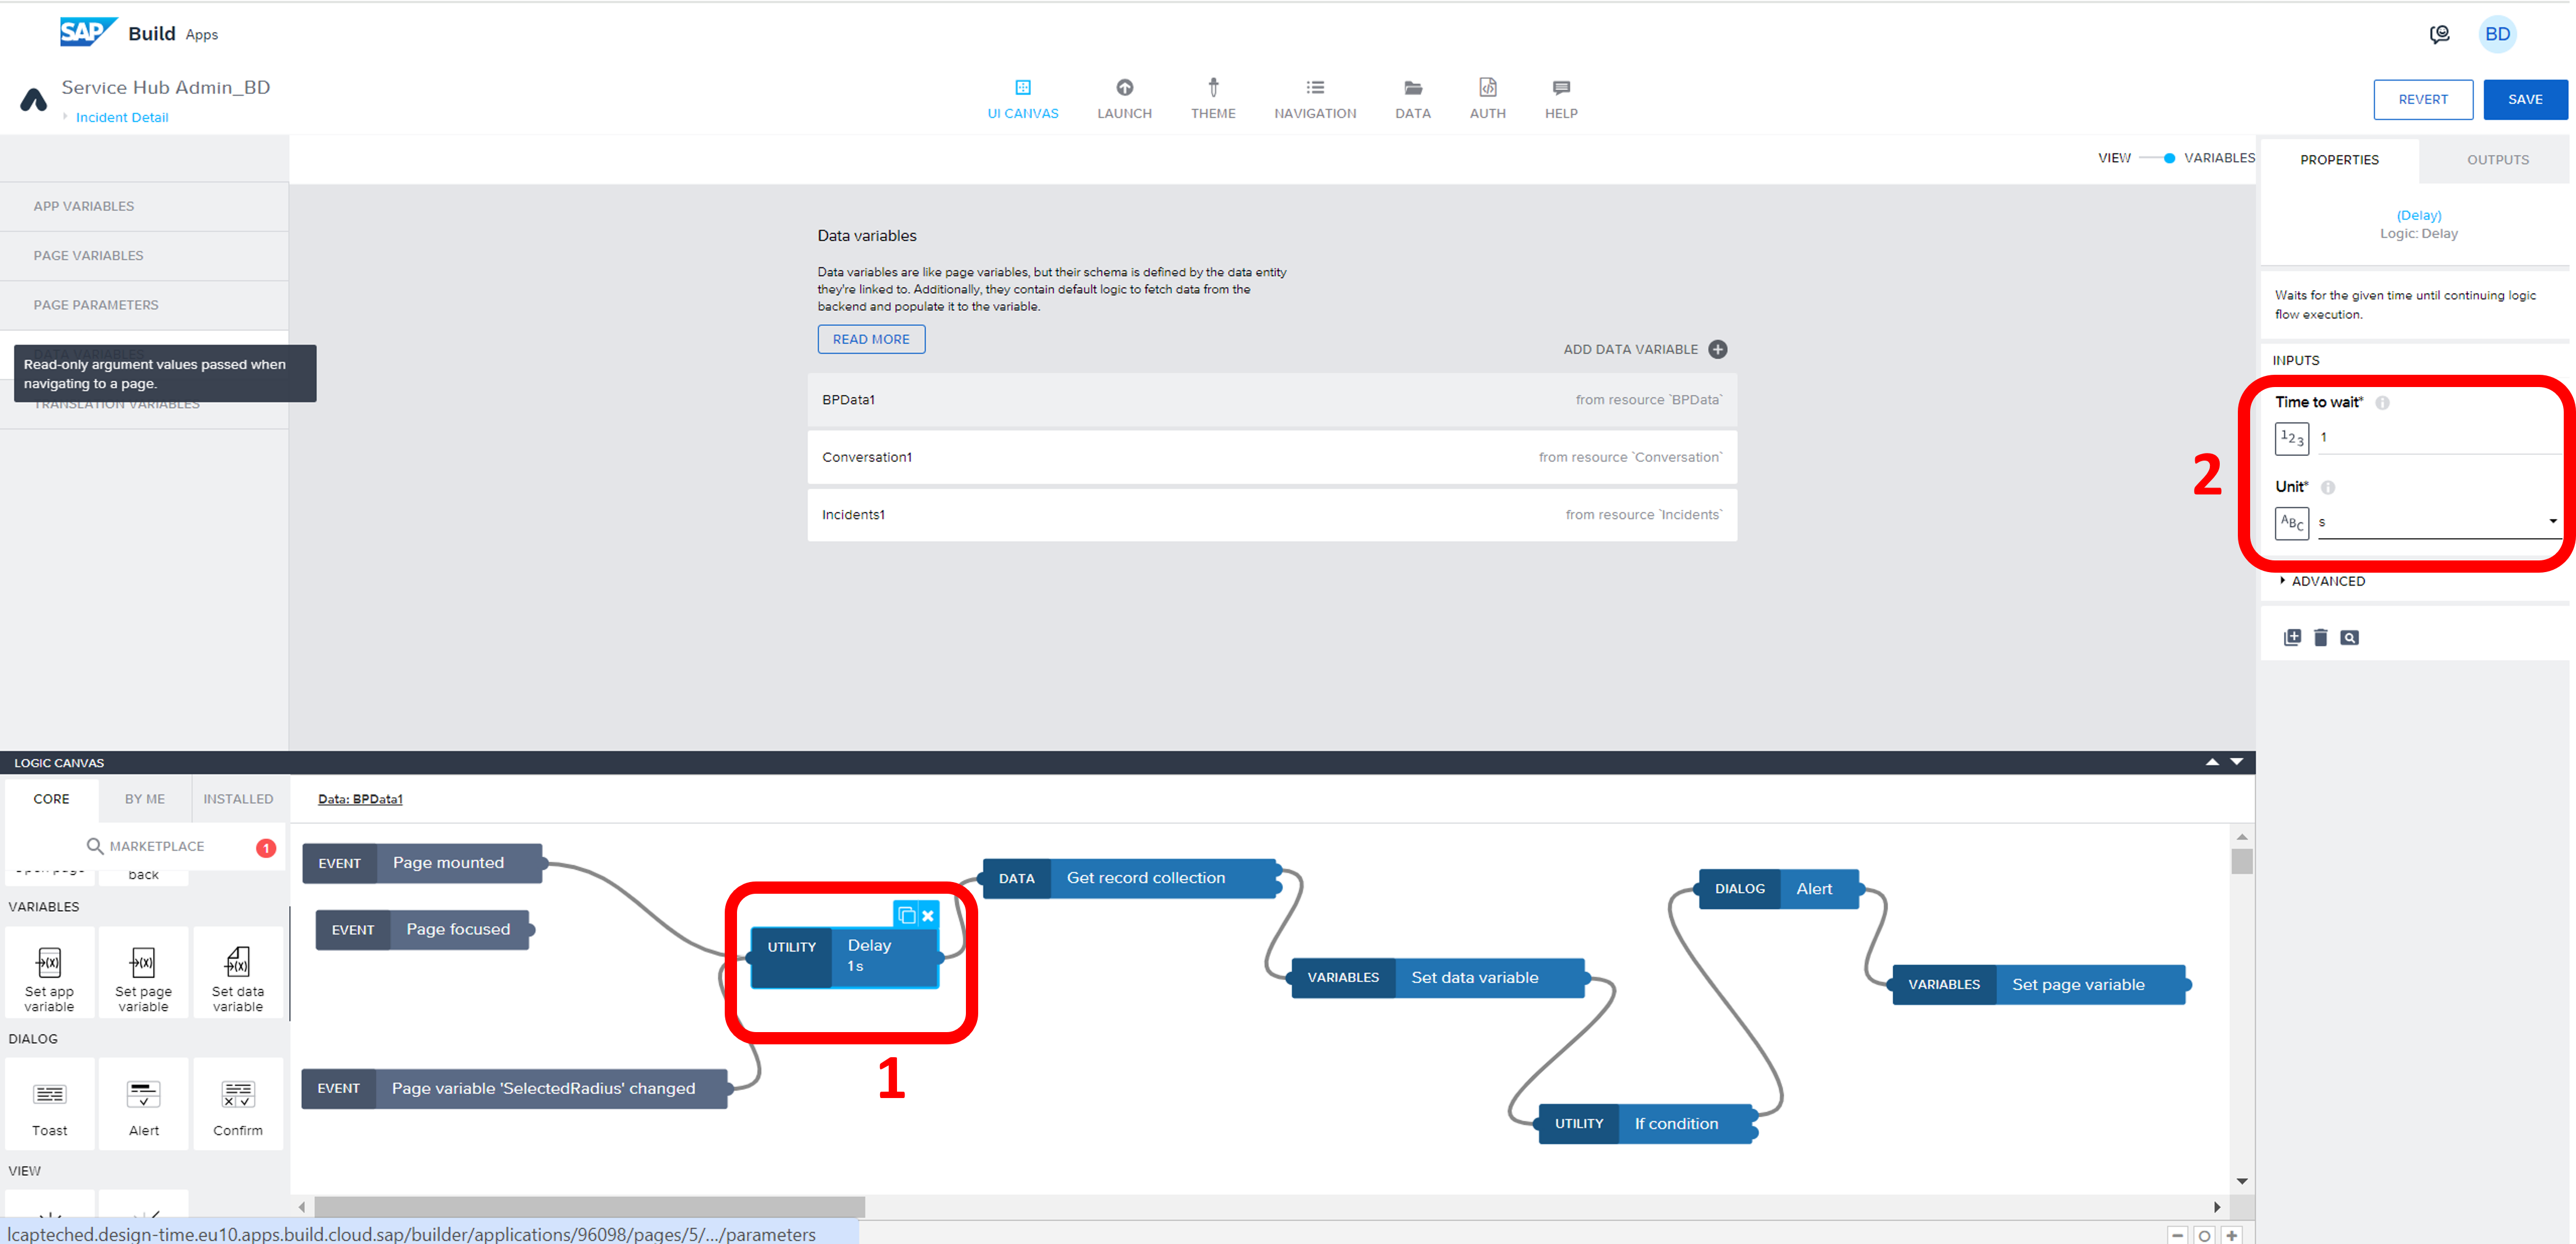 SAP Build Apps
BD
Service Hub Admin_BD
Incident Detail
UI CANVAS
LAUNCH
THEME
NAVIGATION
DATA
AUTH
HELP
REVERT
SAVE
VIEW
VARIABLES
PROPERTIES
OUTPUTS
APP VARIABLES
PAGE VARIABLES
PAGE PARAMETERS
DATA VARIABLES
Read-only argument values passed when
navigating to a page.
TRANSLATION VARIABLES
Data variables
Data variables are like page variables, but their schema is defined by the data entity
they're linked to. Additionally, they contain default logic to fetch data from the
backend and populate it to the variable.
READ MORE
ADD DATA VARIABLE
BPData1
from resource `BPData`
Conversation1
from resource `Conversation`
Incidents1
from resource `Incidents`
(Delay)
Logic: Delay
Waits for the given time until continuing logic
flow execution.
INPUTS
Time to wait*
123
1
Unit*
ABC
s
2
ADVANCED
LOGIC CANVAS
CORE
BY ME
INSTALLED
MARKETPLACE
1
Open page
back
VARIABLES
Set app
variable
Set page
variable
Set data
variable
DIALOG
Toast
Alert
Confirm
VIEW
Data: BPData1
EVENT
Page mounted
EVENT
Page focused
EVENT
Page variable 'SelectedRadius' changed
UTILITY
Delay
1 s
1
DATA
Get record collection
VARIABLES
Set data variable
UTILITY
If condition
DIALOG
Alert
VARIABLES
Set page variable
lcapteched.design-time.eu10.apps.build.cloud.sap/builder/applications/96098/pages/5/.../parameters